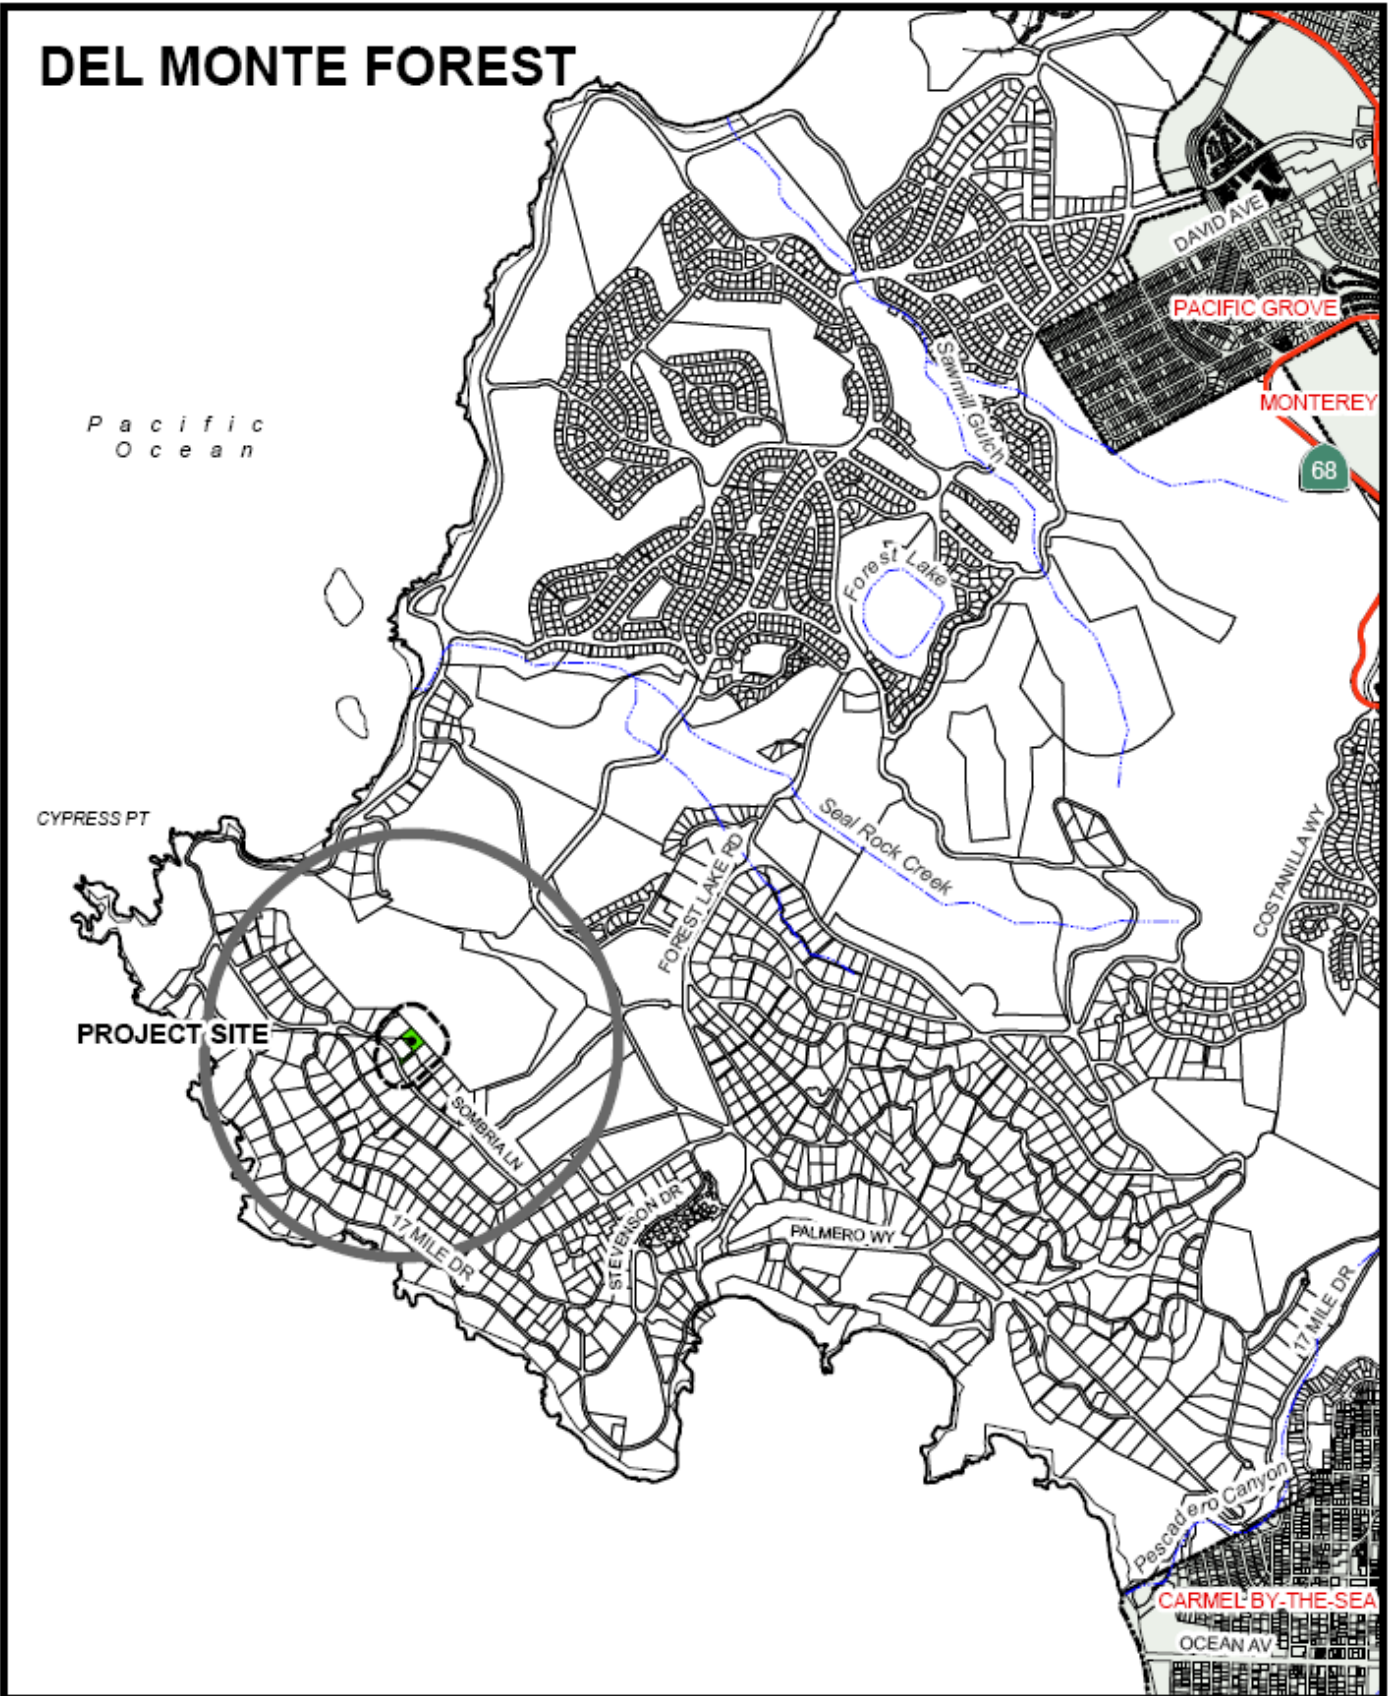 DEL MONTE FOREST
DAVID AVE
PACIFIC GROVE
Sawmill Gulch
MONTEREY
Pacific
Ocean
68
Forest Lake
CYPRESS PT
Seal Rock Creek
COSTANILLA WY
FOREST LAKE RD
PROJECT SITE
SOMBRIA LN
STEVENSON DR
17 MILE DR
PALMERO WY
17 MILE DR
Pescadero Canyon
CARMEL-BY-THE-SEA
OCEAN AV